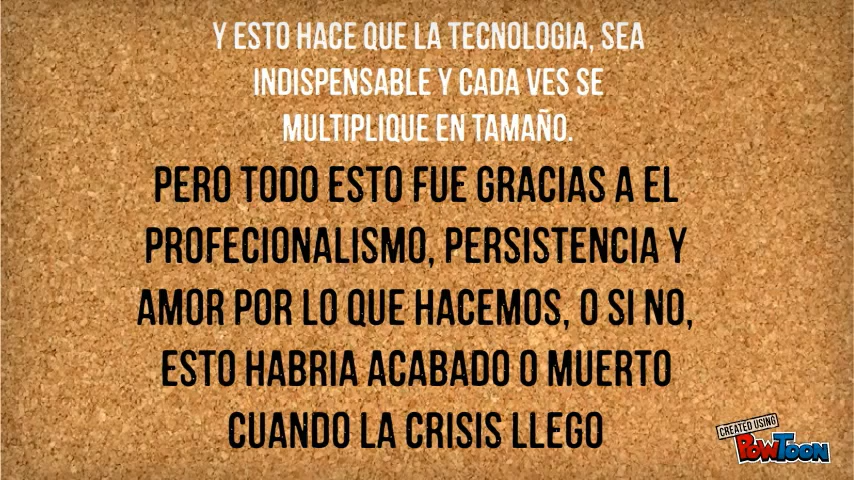 Y ESTO HACE QUE LA TECNOLOGIA, SEA
INDISPENSABLE Y CADA VES SE
MULTIPLIQUE EN TAMAÑO.
PERO TODO ESTO FUE GRACIAS A EL
PROFECIONALISMO, PERSISTENCIA Y
AMOR POR LO QUE HACEMOS, O SI NO,
ESTO HABRIA ACABADO O MUERTO
CUANDO LA CRISIS LLEGO
CREATED USING
POWTOON